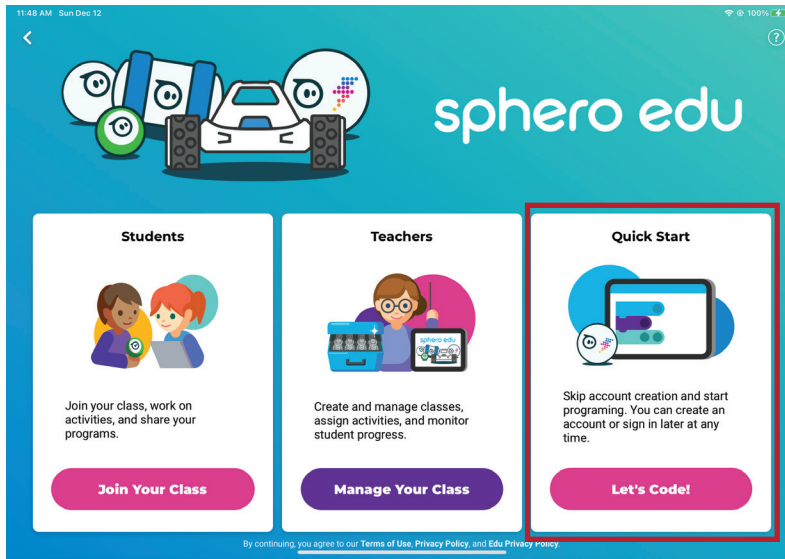 11:48 AM Sun Dec 12
100%
?
sphero edu
Students
Join your class, work on
activities, and share your
programs.
Join Your Class
Teachers
sphero edu
Create and manage classes,
assign activities, and monitor
student progress.
Manage Your Class
Quick Start
Skip account creation and start
programing. You can create an
account or sign in later at any
time.
Let's Code!
By continuing, you agree to our Terms of Use, Privacy Policy, and Edu Privacy Policy.